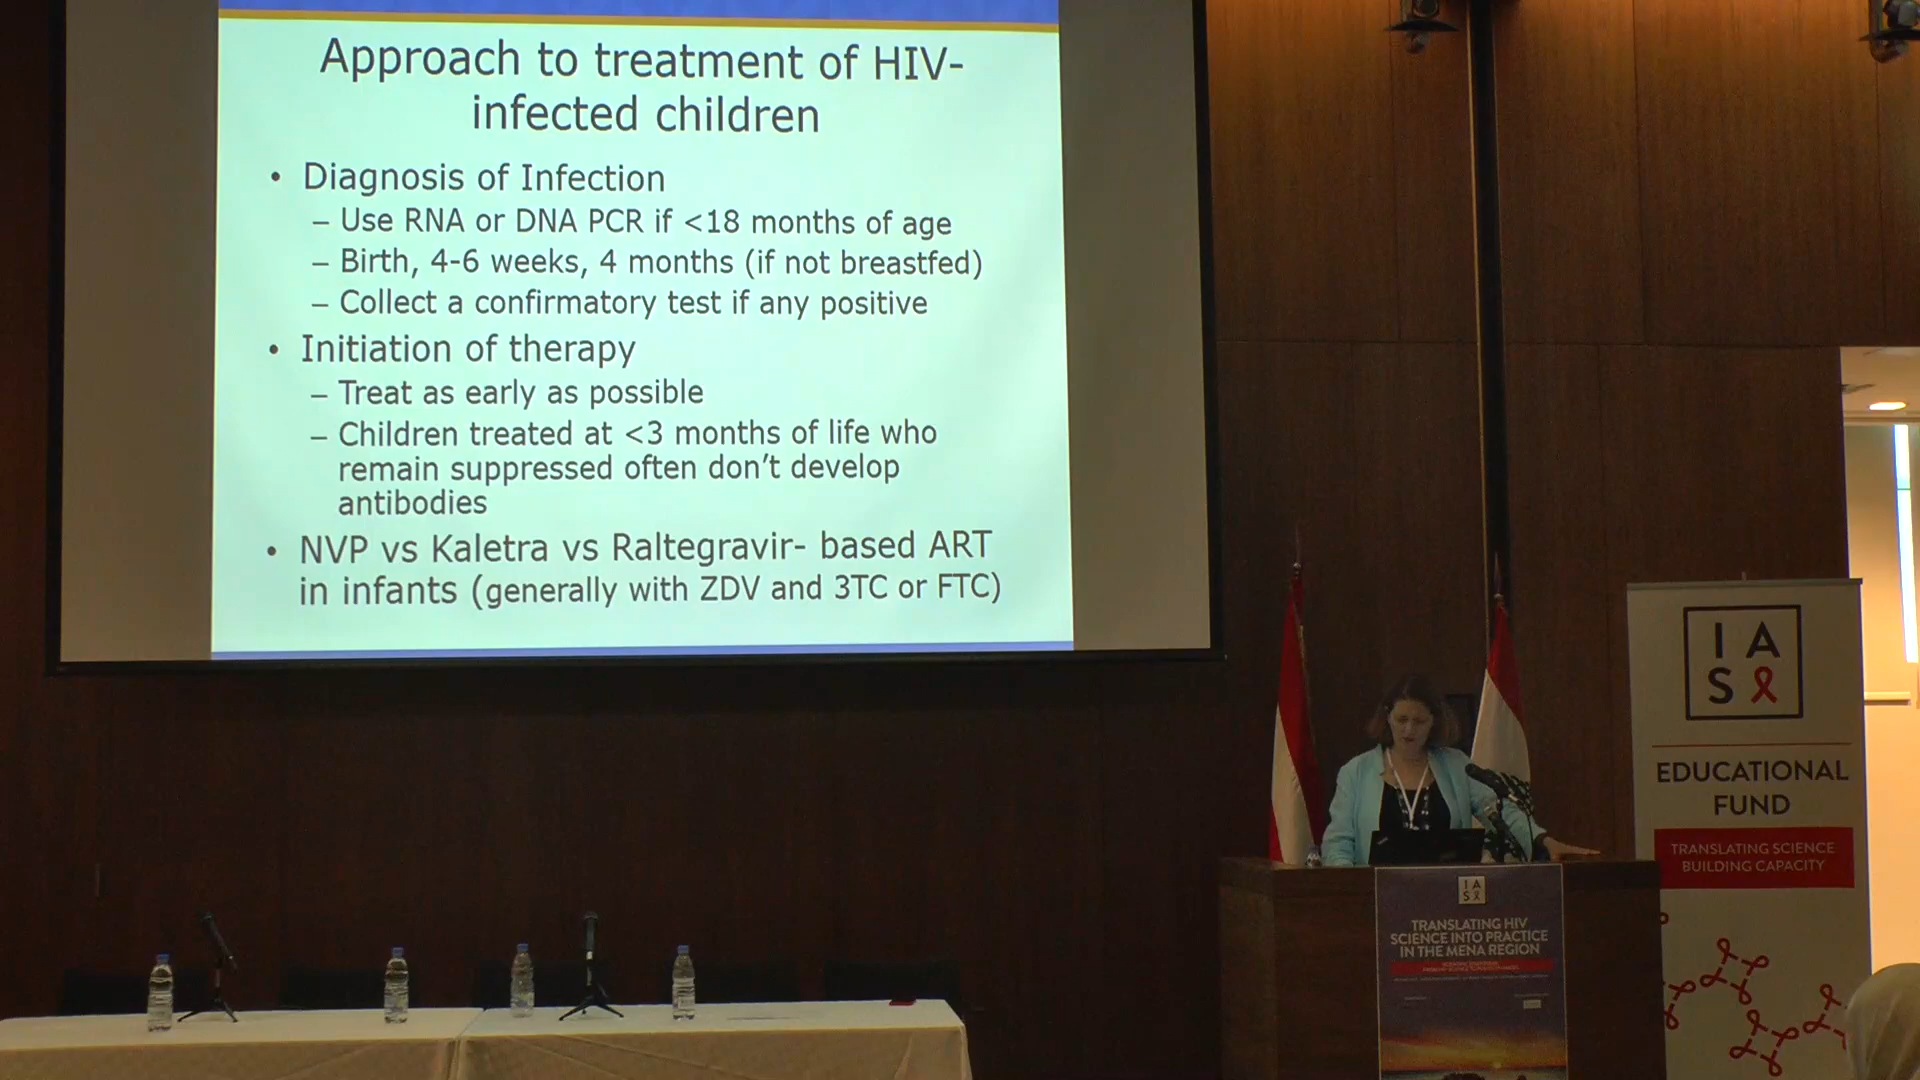 Approach to treatment of HIV-
infected children
• Diagnosis of Infection
– Use RNA or DNA PCR if <18 months of age
– Birth, 4-6 weeks, 4 months (if not breastfed)
– Collect a confirmatory test if any positive
• Initiation of therapy
– Treat as early as possible
– Children treated at <3 months of life who
remain suppressed often don't develop
antibodies
• NVP vs Kaletra vs Raltegravir- based ART
in infants (generally with ZDV and 3TC or FTC)
I A
S
EDUCATIONAL
FUND
TRANSLATING SCIENCE
BUILDING CAPACITY
I A
S
TRANSLATING HIV
SCIENCE INTO PRACTICE
IN THE MENA REGION